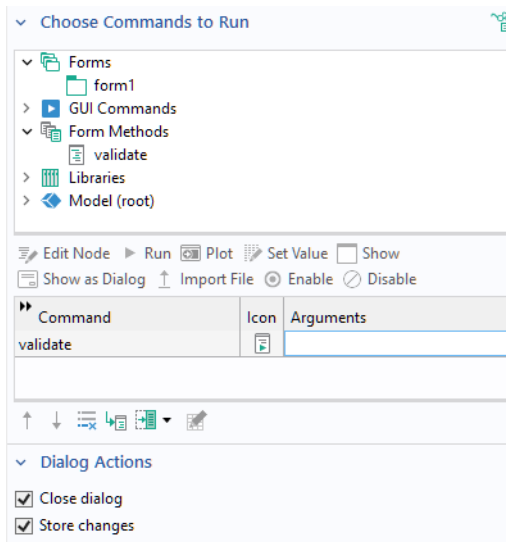 Choose Commands to Run
Forms
form1
GUI Commands
Form Methods
validate
Libraries
Model (root)
Edit Node Run Plot Set Value Show
Show as Dialog Import File Enable Disable
Command Icon Arguments
validate
Dialog Actions
Close dialog
Store changes